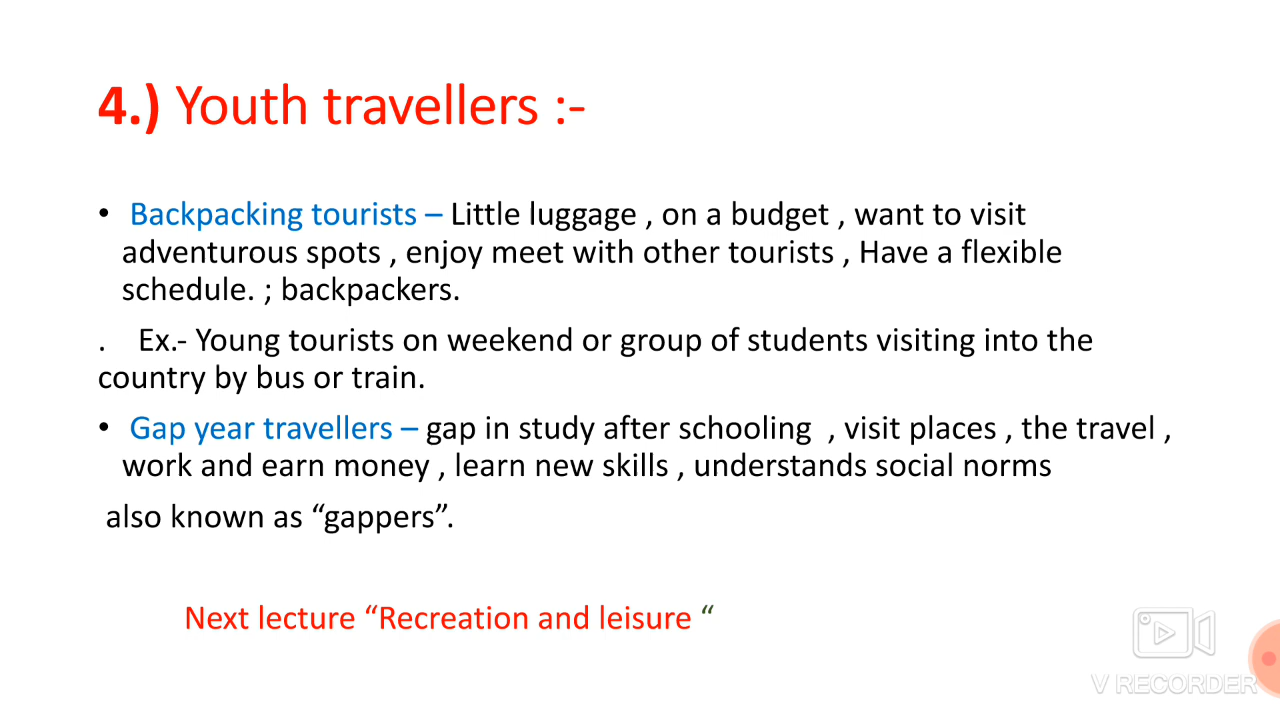 4.) Youth travellers :-
• Backpacking tourists – Little luggage , on a budget , want to visit
adventurous spots , enjoy meet with other tourists , Have a flexible
schedule. ; backpackers.
. Ex.- Young tourists on weekend or group of students visiting into the
country by bus or train.
• Gap year travellers – gap in study after schooling , visit places , the travel ,
work and earn money , learn new skills , understands social norms
also known as “gappers”.
Next lecture “Recreation and leisure “
V RECORDER